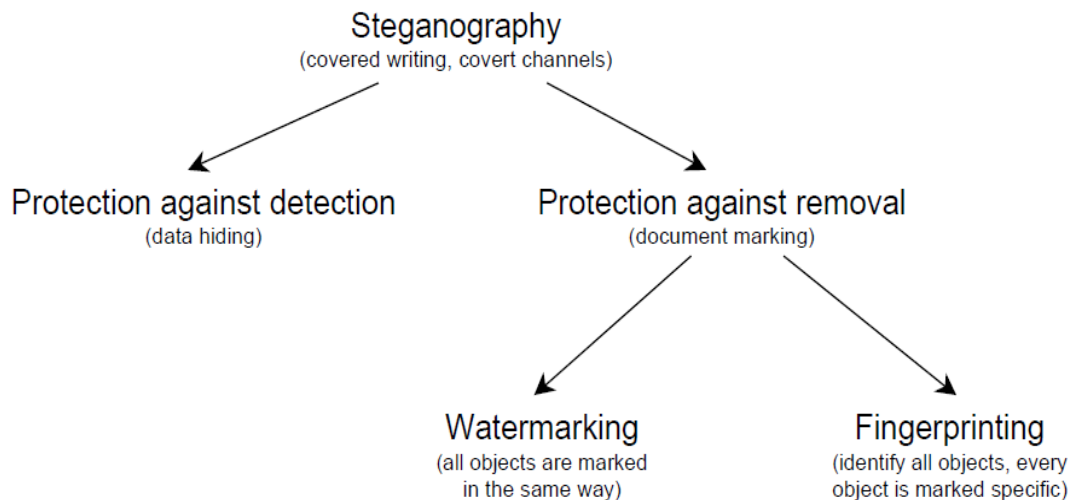 Steganography
(covered writing, covert channels)
Protection against detection
(data hiding)
Protection against removal
(document marking)
Watermarking
(all objects are marked
in the same way)
Fingerprinting
(identify all objects, every
object is marked specific)